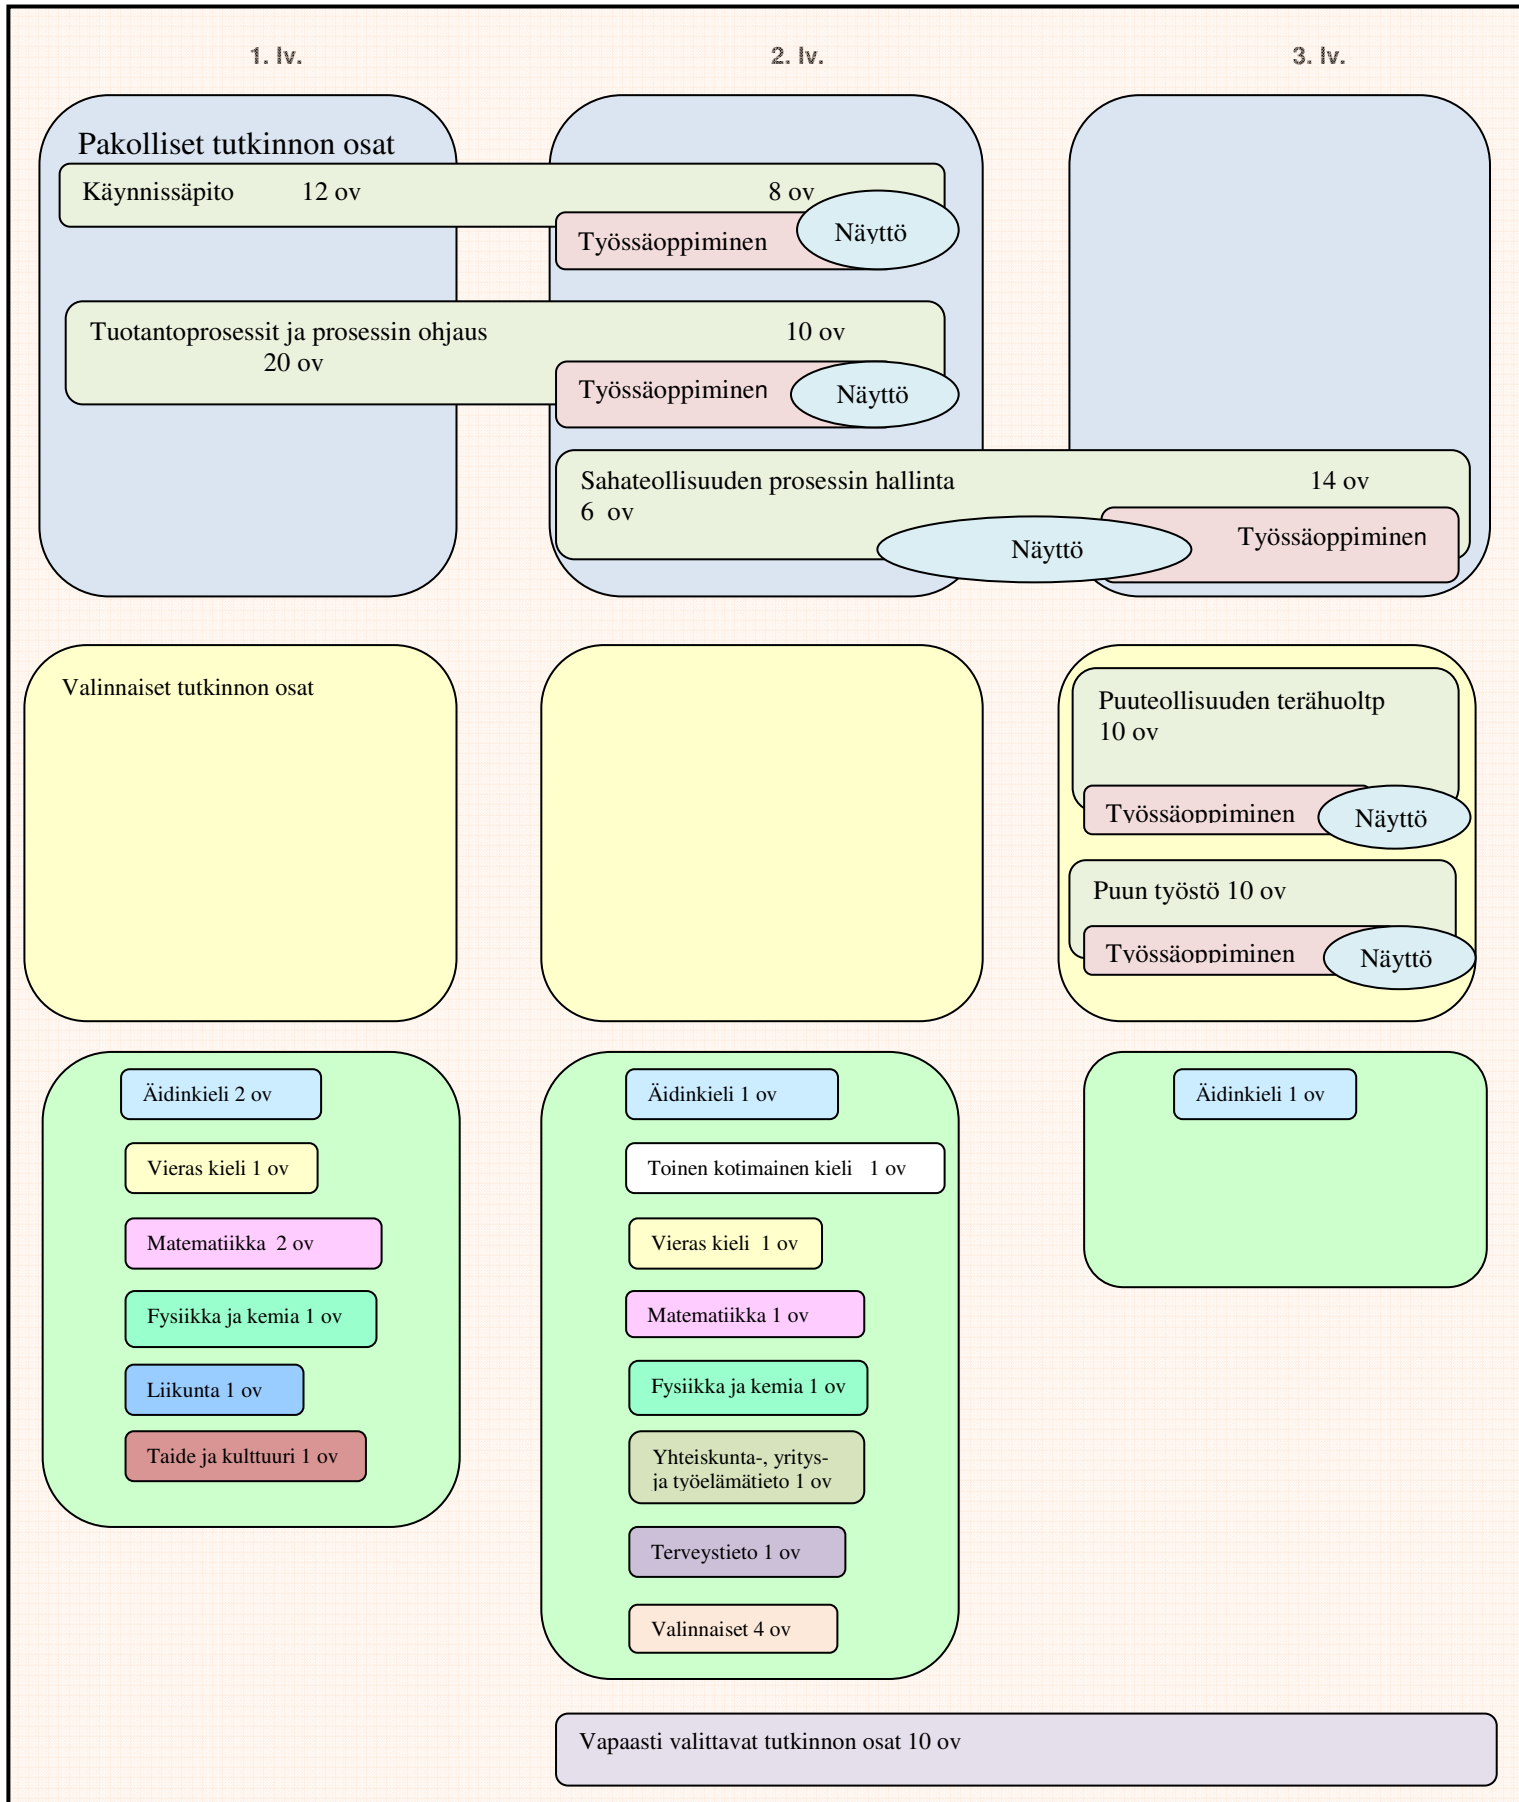 1. lv.
2. lv.
3. lv.
Pakolliset tutkinnon osat
Käynnissäpito 12 ov 8 ov
Työssäoppiminen
Näyttö
Tuotantoprosessit ja prosessin ohjaus 10 ov
20 ov
Työssäoppiminen
Näyttö
Sahateollisuuden prosessin hallinta 14 ov
6 ov
Näyttö
Työssäoppiminen
Valinnaiset tutkinnon osat
Puuteollisuuden terähuoltp
10 ov
Työssäoppiminen
Näyttö
Puun työstö 10 ov
Työssäoppiminen
Näyttö
Äidinkieli 2 ov
Vieras kieli 1 ov
Matematiikka 2 ov
Fysiikka ja kemia 1 ov
Liikunta 1 ov
Taide ja kulttuuri 1 ov
Äidinkieli 1 ov
Toinen kotimainen kieli 1 ov
Vieras kieli 1 ov
Matematiikka 1 ov
Fysiikka ja kemia 1 ov
Yhteiskunta-, yritys-
ja työelämätieto 1 ov
Terveystieto 1 ov
Valinnaiset 4 ov
Äidinkieli 1 ov
Vapaasti valittavat tutkinnon osat 10 ov